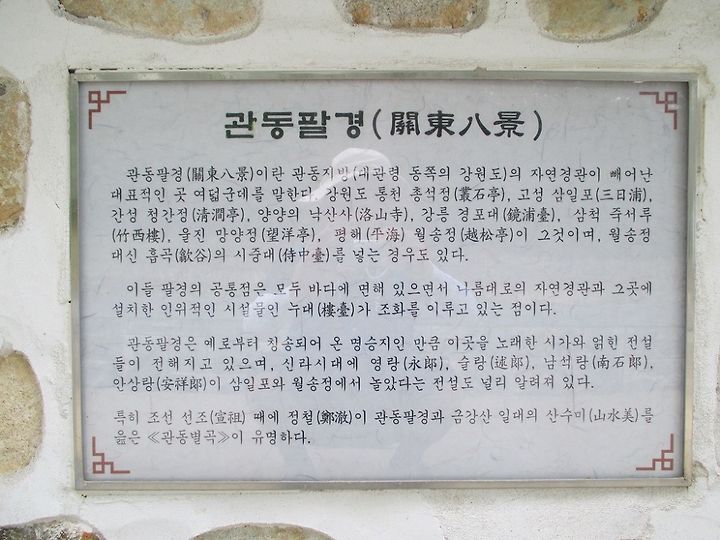 관동팔경(關東八景)
관동팔경(關東八景)이란 관동지방(대관령 동쪽의 강원도)의 자연경관이 빼어난
대표적인 곳 여덟군데를 말한다. 강원도 통천 총석정(叢石亭), 고성 삼일포(三日浦),
간성 청간정(淸澗亭), 양양의 낙산사(洛山寺), 강릉 경포대(鏡浦臺), 삼척 죽서루
(竹西樓), 울진 망양정(望洋亭), 평해(平海) 월송정(越松亭)이 그것이며, 월송정
대신 흡곡(歙谷)의 시중대(侍中臺)를 넣는 경우도 있다.
이들 팔경의 공통점은 모두 바다에 면해 있으면서 나름대로의 자연경관과 그곳에
설치한 인위적인 시설물인 누대(樓臺)가 조화를 이루고 있는 점이다.
관동팔경은 예로부터 칭송되어 온 명승지인 만큼 이곳을 노래한 시가와 얽힌 전설
들이 전해지고 있으며, 신라시대에 영랑(永郞), 술랑(述郞), 남석랑(南石郞),
안상랑(安祥郞)이 삼일포와 월송정에서 놀았다는 전설도 널리 알려져 있다.
특히 조선 선조(宣祖) 때에 정철(鄭澈)이 관동팔경과 금강산 일대의 산수미(山水美)를
읊은 ≪관동별곡≫이 유명하다.